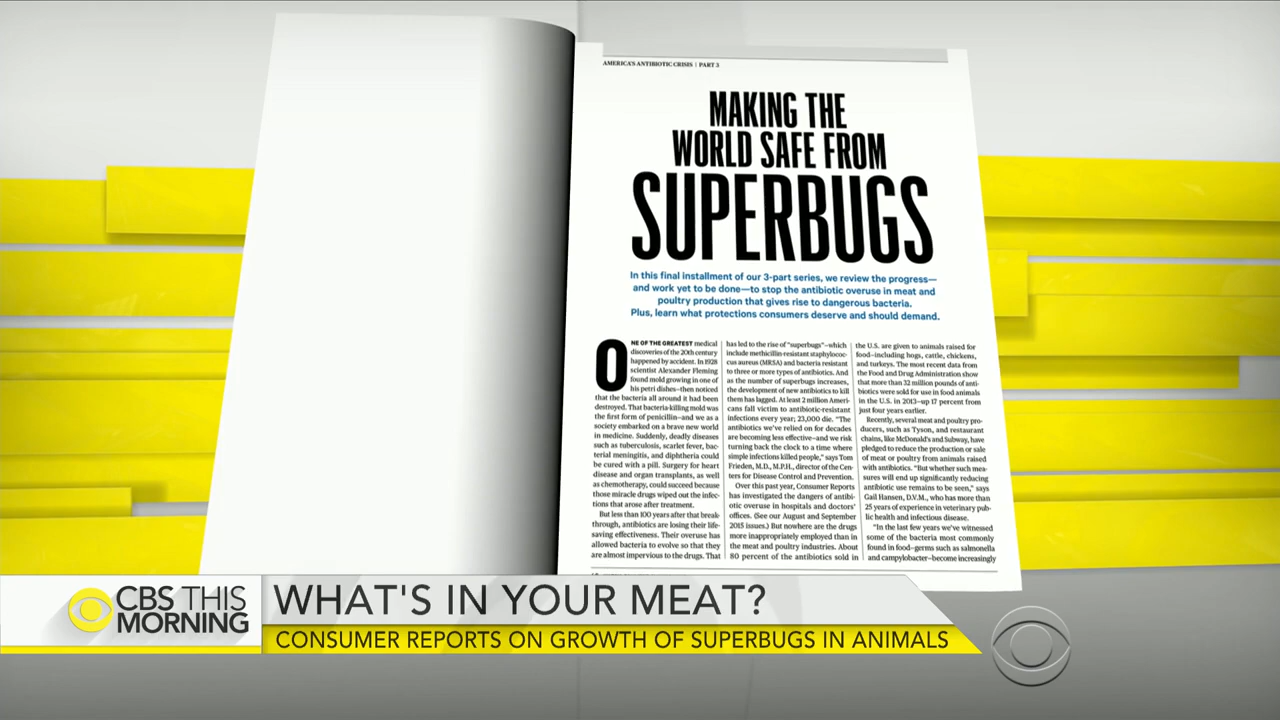 AMERICA'S ANTIBIOTIC CRISIS | PART 3
MAKING THE
WORLD SAFE FROM
SUPERBUGS
In this final installment of our 3-part series, we review the progress—
and work yet to be done—to stop the antibiotic overuse in meat and
poultry production that gives rise to dangerous bacteria.
Plus, learn what protections consumers deserve and should demand.
ONE OF THE GREATEST medical
discoveries of the 20th century
happened by accident. In 1928
scientist Alexander Fleming
found mold growing in one of
his petri dishes—then noticed
that the bacteria all around it had been
destroyed. That bacteria-killing mold was
the first form of penicillin—and we as a
society embarked on a brave new world
in medicine. Suddenly, deadly diseases
such as tuberculosis, scarlet fever, bac-
terial meningitis, and diphtheria could
be cured with a pill. Surgery for heart
disease and organ transplants, as well
as chemotherapy, could succeed because
those miracle drugs wiped out the infec-
tions that arose after treatment.
But less than 100 years after that break-
through, antibiotics are losing their life-
saving effectiveness. Their overuse has
allowed bacteria to evolve so that they
are almost impervious to the drugs. That
has led to the rise of "superbugs"—which
include methicillin-resistant staphylococ-
cus aureus (MRSA) and bacteria resistant
to three or more types of antibiotics. And
as the number of superbugs increases,
the development of new antibiotics to kill
them has lagged. At least 2 million Ameri-
cans fall victim to antibiotic-resistant
infections every year; 23,000 die. "The
antibiotics we've relied on for decades
are becoming less effective—and we risk
turning back the clock to a time where
simple infections killed people," says Tom
Frieden, M.D., M.P.H., director of the Cen-
ters for Disease Control and Prevention.
Over this past year, Consumer Reports
has investigated the dangers of antibi-
otic overuse in hospitals and doctors'
offices. (See our August and September
2015 issues.) But nowhere are the drugs
more inappropriately employed than in
the meat and poultry industries. About
80 percent of the antibiotics sold in
the U.S. are given to animals raised for
food—including hogs, cattle, chickens,
and turkeys. The most recent data from
the Food and Drug Administration show
that more than 32 million pounds of anti-
biotics were sold for use in food animals
in the U.S. in 2013—up 17 percent from
just four years earlier.
Recently, several meat and poultry pro-
ducers, such as Tyson, and restaurant
chains, like McDonald's and Subway, have
pledged to reduce the production or sale
of meat or poultry from animals raised
with antibiotics. "But whether such mea-
sures will end up significantly reducing
antibiotic use remains to be seen," says
Gail Hansen, D.V.M., who has more than
25 years of experience in veterinary pub-
lic health and infectious disease.
"In the last few years we've witnessed
some of the bacteria most commonly
found in food—germs such as salmonella
and campylobacter—become increasingly
CBS THIS
MORNING
WHAT'S IN YOUR MEAT?
CONSUMER REPORTS ON GROWTH OF SUPERBUGS IN ANIMALS